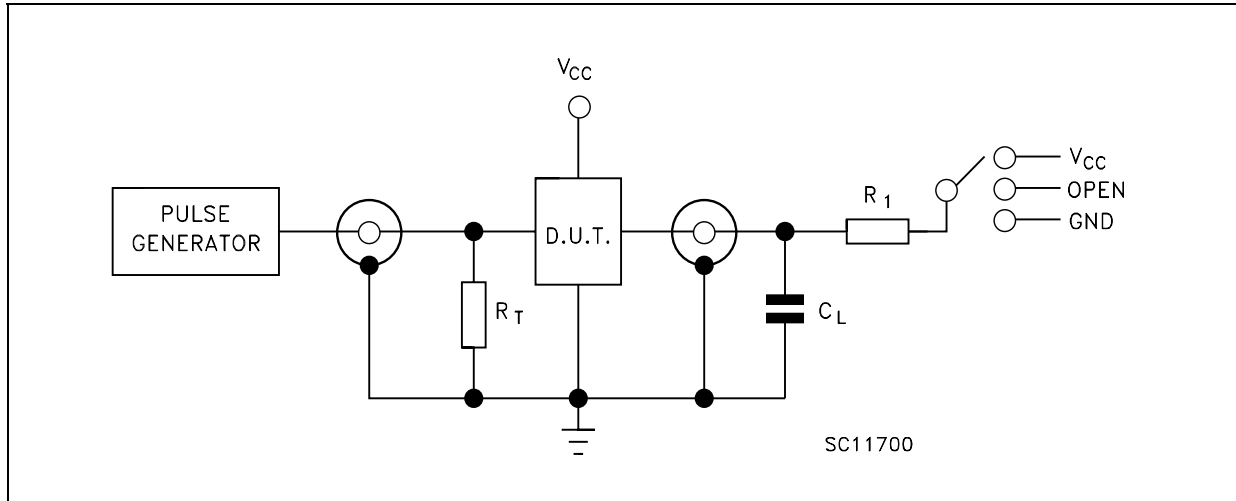 VCC
PULSE
GENERATOR
RT
D.U.T.
CL
R1
VCC
OPEN
GND
SC11700